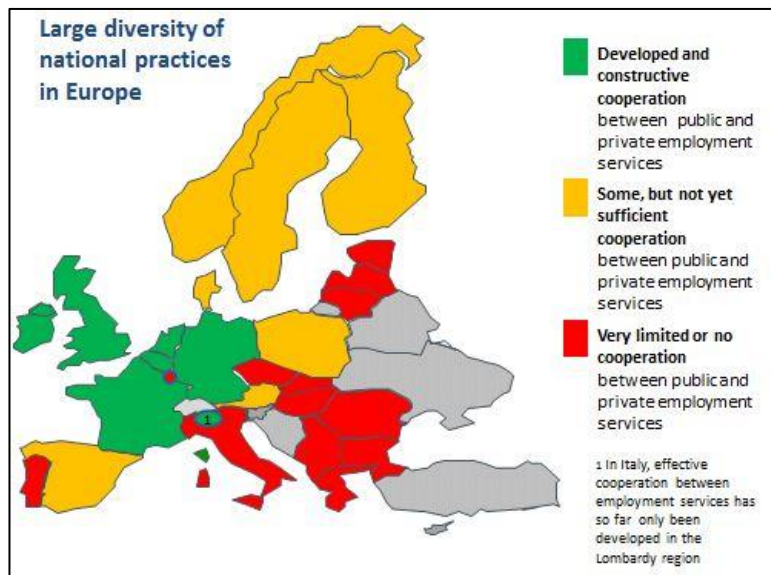 Large diversity of
national practices
in Europe
Developed and
constructive
cooperation
between public and
private employment
services
Some, but not yet
sufficient
cooperation
between public and
private employment
services
Very limited or no
cooperation
between public and
private employment
services
1
1 In Italy, effective
cooperation between
employment services has
so far only been
developed in the
Lombardy region